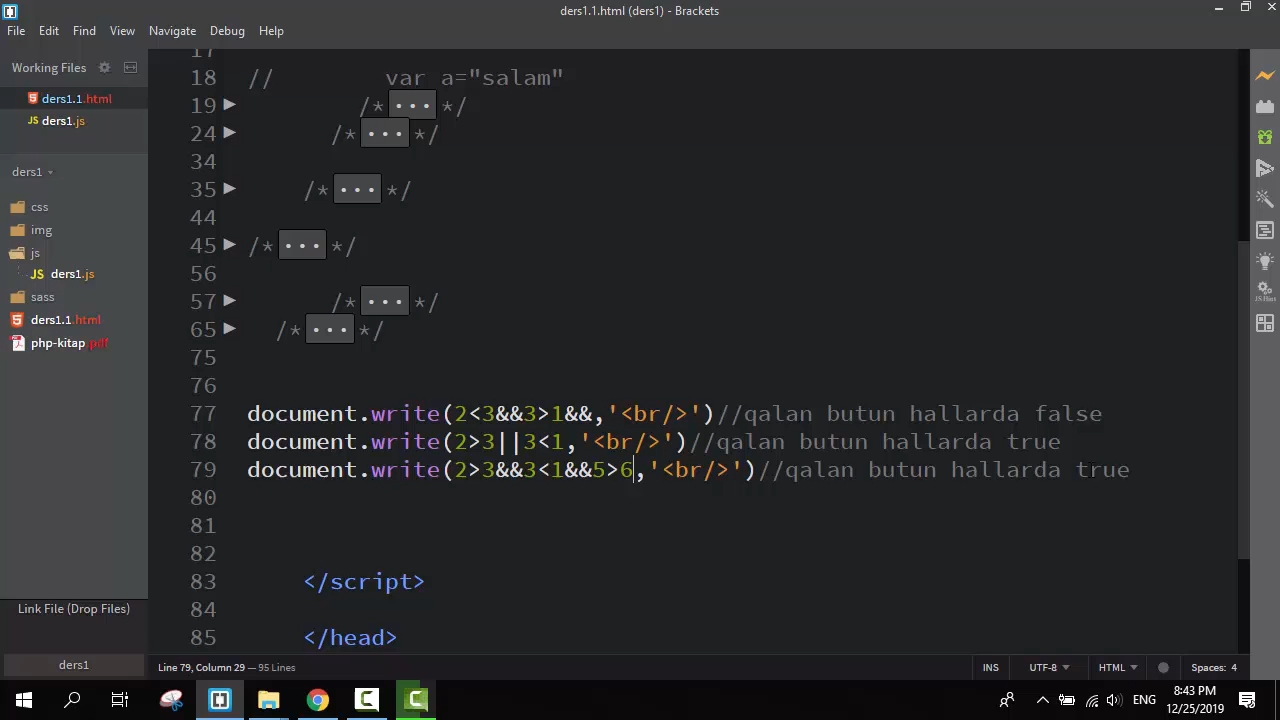 ders1.1.html (ders1) - Brackets
File Edit Find View Navigate Debug Help
Working Files
ders1.1.html
ders1.js
ders1
css
img
js
ders1.js
sass
ders1.1.html
php-kitap.pdf
Link File (Drop Files)
ders1
17
18 // var a="salam"
19 /*...*/
24 /*...*/
34
35 /*...*/
44
45 /*...*/
56
57 /*...*/
65 /*...*/
75
76
77 document.write(2<3&&3>1&&,'<br/>')//qalan butun hallarda false
78 document.write(2>3||3<1,'<br/>')//qalan butun hallarda true
79 document.write(2>3&&3<1&&5>6,'<br/>')//qalan butun hallarda true
80
81
82
83 </script>
84
85 </head>
Line 79, Column 29 — 95 Lines
INS UTF-8 HTML Spaces: 4
JS.Hint
ENG
8:43 PM
12/25/2019